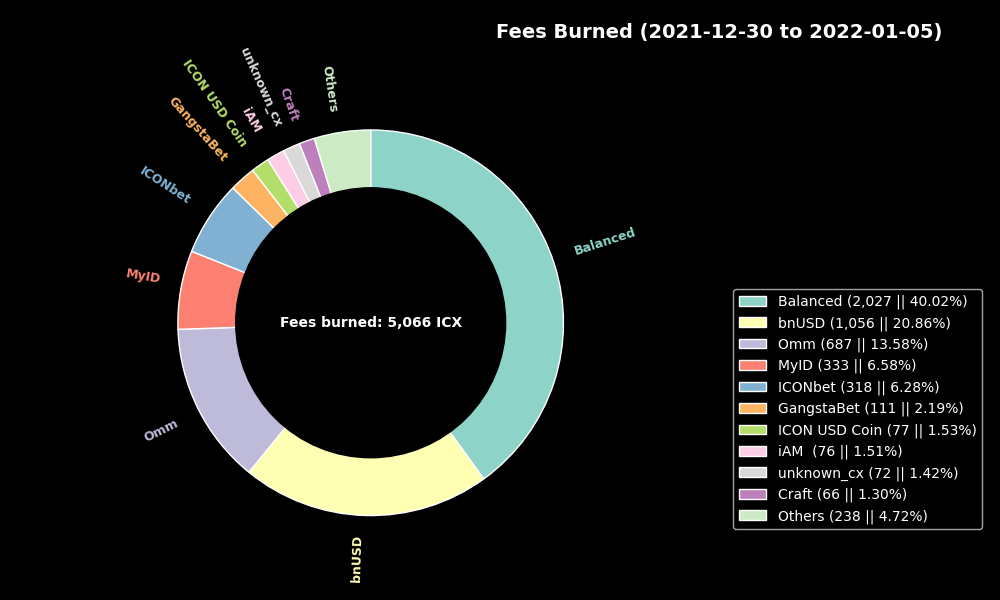 Fees Burned (2021-12-30 to 2022-01-05)
Others
Craft
unknown_cx
iAM
ICON USD Coin
GangstaBet
ICONbet
MyID
Omm
bnUSD
Balanced
Fees burned: 5,066 ICX
Balanced (2,027 || 40.02%)
bnUSD (1,056 || 20.86%)
Omm (687 || 13.58%)
MyID (333 || 6.58%)
ICONbet (318 || 6.28%)
GangstaBet (111 || 2.19%)
ICON USD Coin (77 || 1.53%)
iAM  (76 || 1.51%)
unknown_cx (72 || 1.42%)
Craft (66 || 1.30%)
Others (238 || 4.72%)